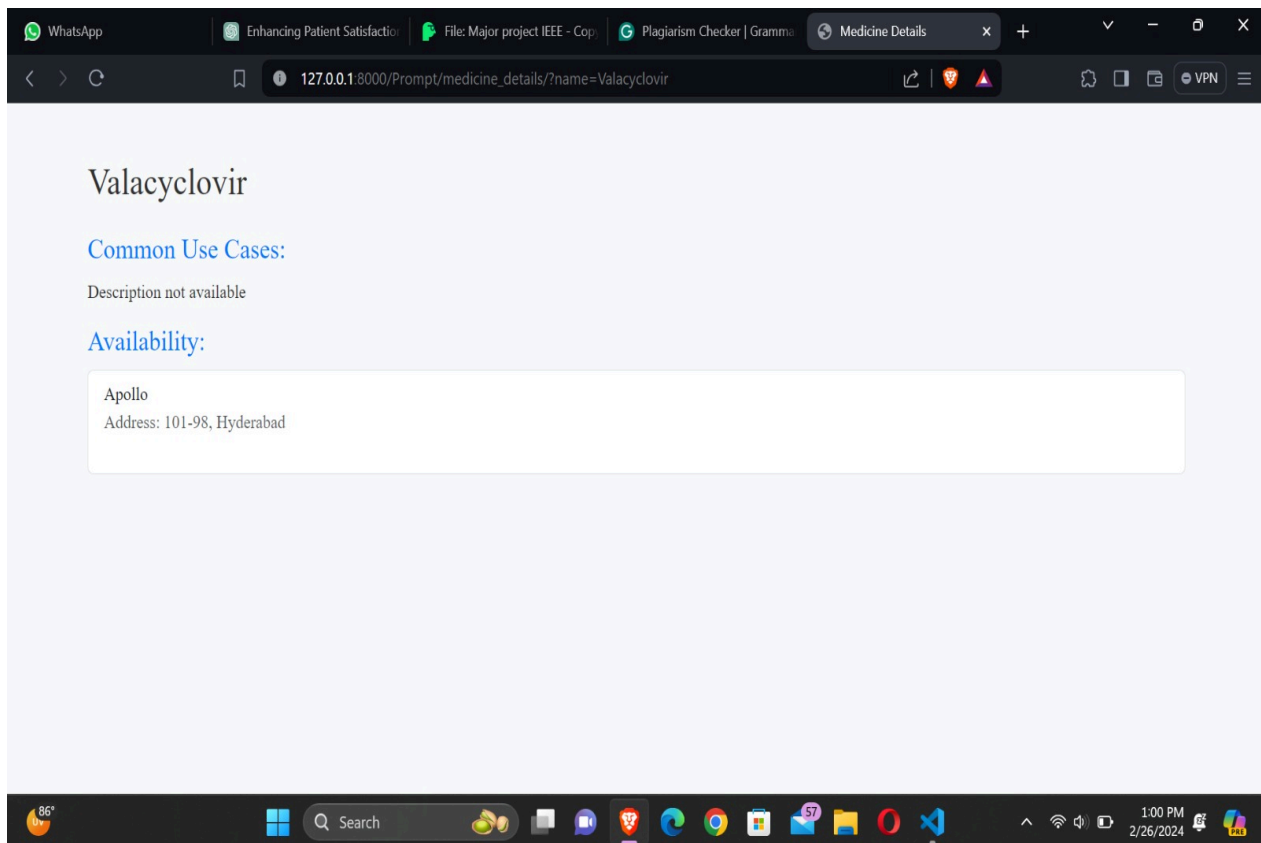 WhatsApp
Enhancing Patient Satisfactio
File: Major project IEEE - Cop
Plagiarism Checker | Gramma
Medicine Details
127.0.0.1:8000/Prompt/medicine_details/?name=Valacyclovir
VPN
Valacyclovir
Common Use Cases:
Description not available
Availability:
Apollo
Address: 101-98, Hyderabad
86°
Search
57
1:00 PM
2/26/2024
PRE